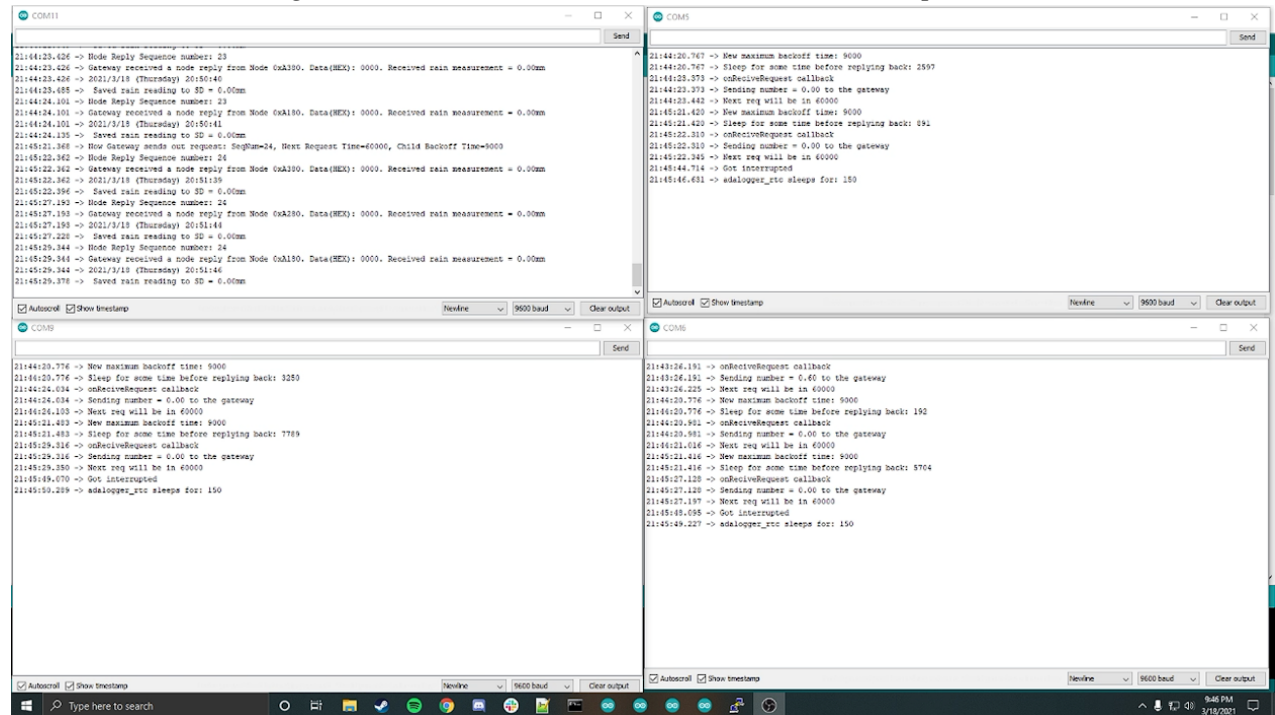 COM11
Send
21:44:23.426 -> Node Reply Sequence number: 23
21:44:23.426 -> Gateway received a node reply from Node 0xA380. Data(HEX): 0000. Received rain measurement = 0.00mm
21:44:23.426 -> 2021/3/18 (Thursday) 20:50:40
21:44:23.485 -> Saved rain reading to SD = 0.00mm
21:44:24.101 -> Node Reply Sequence number: 23
21:44:24.101 -> Gateway received a node reply from Node 0xA180. Data(HEX): 0000. Received rain measurement = 0.00mm
21:44:24.101 -> 2021/3/18 (Thursday) 20:50:41
21:44:24.135 -> Saved rain reading to SD = 0.00mm
21:45:21.368 -> Now Gateway sends out request: SeqNum=24, Next Request Time=60000, Child Backoff Time=9000
21:45:22.362 -> Node Reply Sequence number: 24
21:45:22.362 -> Gateway received a node reply from Node 0xA380. Data(HEX): 0000. Received rain measurement = 0.00mm
21:45:22.362 -> 2021/3/18 (Thursday) 20:51:39
21:45:22.396 -> Saved rain reading to SD = 0.00mm
21:45:27.193 -> Node Reply Sequence number: 24
21:45:27.193 -> Gateway received a node reply from Node 0xA280. Data(HEX): 0000. Received rain measurement = 0.00mm
21:45:27.193 -> 2021/3/18 (Thursday) 20:51:44
21:45:27.228 -> Saved rain reading to SD = 0.00mm
21:45:29.344 -> Node Reply Sequence number: 24
21:45:29.344 -> Gateway received a node reply from Node 0xA180. Data(HEX): 0000. Received rain measurement = 0.00mm
21:45:29.344 -> 2021/3/18 (Thursday) 20:51:46
21:45:29.378 -> Saved rain reading to SD = 0.00mm
Autoscroll Show timestamp Newline 9600 baud Clear output
COM5
Send
21:44:20.767 -> New maximum backoff time: 9000
21:44:20.767 -> Sleep for some time before replying back: 2597
21:44:23.373 -> onReciveRequest callback
21:44:23.373 -> Sending number = 0.00 to the gateway
21:44:23.442 -> Next req will be in 60000
21:45:21.420 -> New maximum backoff time: 9000
21:45:21.420 -> Sleep for some time before replying back: 891
21:45:22.310 -> onReciveRequest callback
21:45:22.310 -> Sending number = 0.00 to the gateway
21:45:22.345 -> Next req will be in 60000
21:45:44.714 -> Got interrupted
21:45:46.631 -> adalogger_rtc sleeps for: 150
Autoscroll Show timestamp Newline 9600 baud Clear output
COM9
Send
21:44:20.776 -> New maximum backoff time: 9000
21:44:20.776 -> Sleep for some time before replying back: 3250
21:44:24.034 -> onReciveRequest callback
21:44:24.034 -> Sending number = 0.00 to the gateway
21:44:24.103 -> Next req will be in 60000
21:45:21.483 -> New maximum backoff time: 9000
21:45:21.483 -> Sleep for some time before replying back: 7789
21:45:29.316 -> onReciveRequest callback
21:45:29.316 -> Sending number = 0.00 to the gateway
21:45:29.350 -> Next req will be in 60000
21:45:49.070 -> Got interrupted
21:45:50.289 -> adalogger_rtc sleeps for: 150
Autoscroll Show timestamp Newline 9600 baud Clear output
COM6
Send
21:43:26.191 -> onReciveRequest callback
21:43:26.191 -> Sending number = 0.60 to the gateway
21:43:26.225 -> Next req will be in 60000
21:44:20.776 -> New maximum backoff time: 9000
21:44:20.776 -> Sleep for some time before replying back: 192
21:44:20.981 -> onReciveRequest callback
21:44:20.981 -> Sending number = 0.00 to the gateway
21:44:21.016 -> Next req will be in 60000
21:45:21.416 -> New maximum backoff time: 9000
21:45:21.416 -> Sleep for some time before replying back: 5704
21:45:27.128 -> onReciveRequest callback
21:45:27.128 -> Sending number = 0.00 to the gateway
21:45:27.197 -> Next req will be in 60000
21:45:48.095 -> Got interrupted
21:45:49.227 -> adalogger_rtc sleeps for: 150
Autoscroll Show timestamp Newline 9600 baud Clear output
Type here to search
9:46 PM
3/18/2021